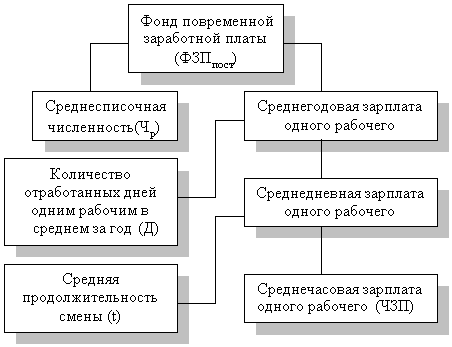 Фонд повременной
заработной платы
(ФЗПпост)
Среднесписочная
численность(Чр)
Среднегодовая зарплата
одного рабочего
Количество
отработанных дней
одним рабочим в
среднем за год (Д)
Среднедневная зарплата
одного рабочего
Средняя
продолжительность
смены (t)
Среднечасовая зарплата
одного рабочего (ЧЗП)